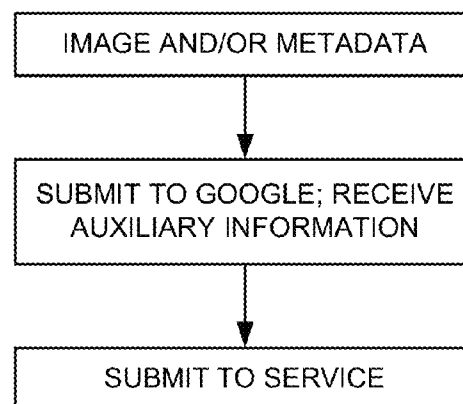 IMAGE AND/OR METADATA
SUBMIT TO GOOGLE; RECEIVE
AUXILIARY INFORMATION
SUBMIT TO SERVICE